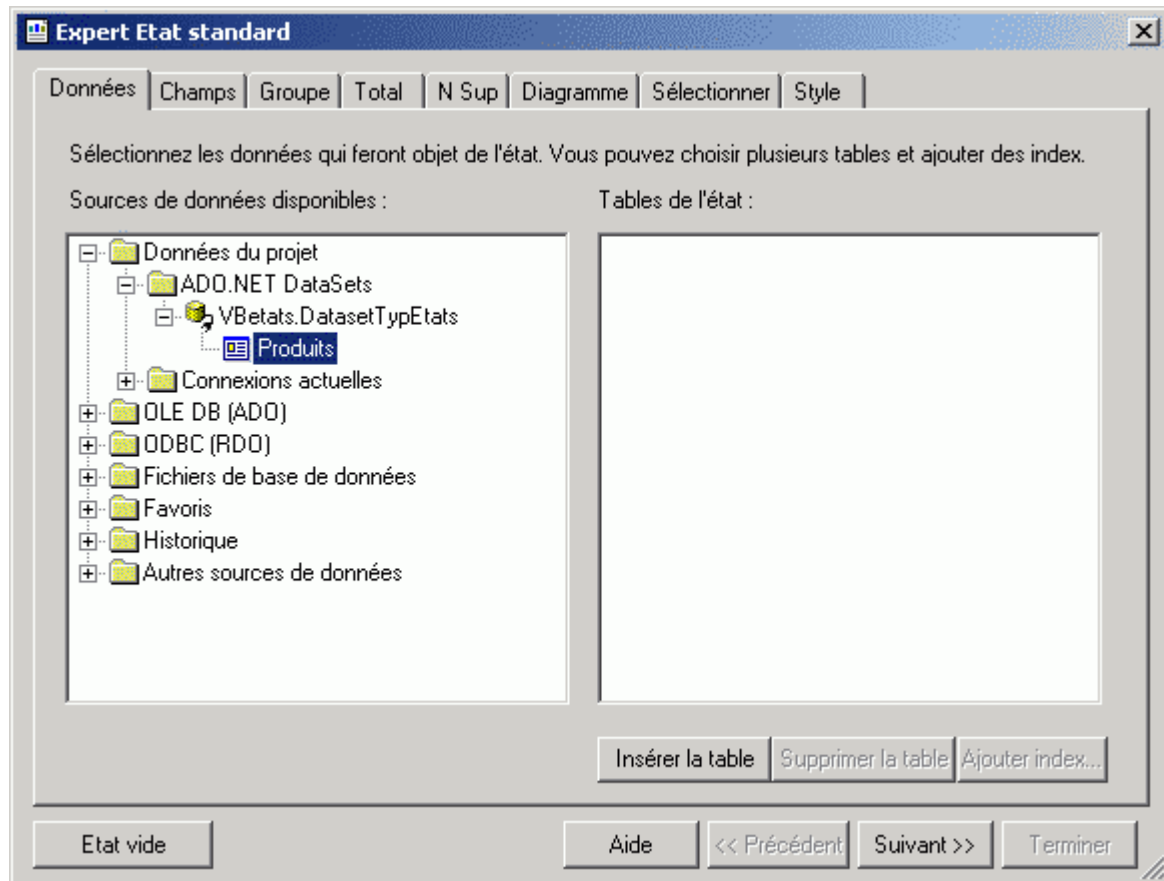 Expert Etat standard
Données Champs Groupe Total N Sup Diagramme Sélectionner Style
Sélectionnez les données qui feront objet de l'état. Vous pouvez choisir plusieurs tables et ajouter des index.
Sources de données disponibles : Tables de l'état :
Données du projet
ADO.NET DataSets
VBetats.DatasetTypEtats
Produits
Connexions actuelles
OLE DB (ADO)
ODBC (RDO)
Fichiers de base de données
Favoris
Historique
Autres sources de données
Insérer la table Supprimer la table Ajouter index...
Etat vide Aide << Précédent Suivant >> Terminer